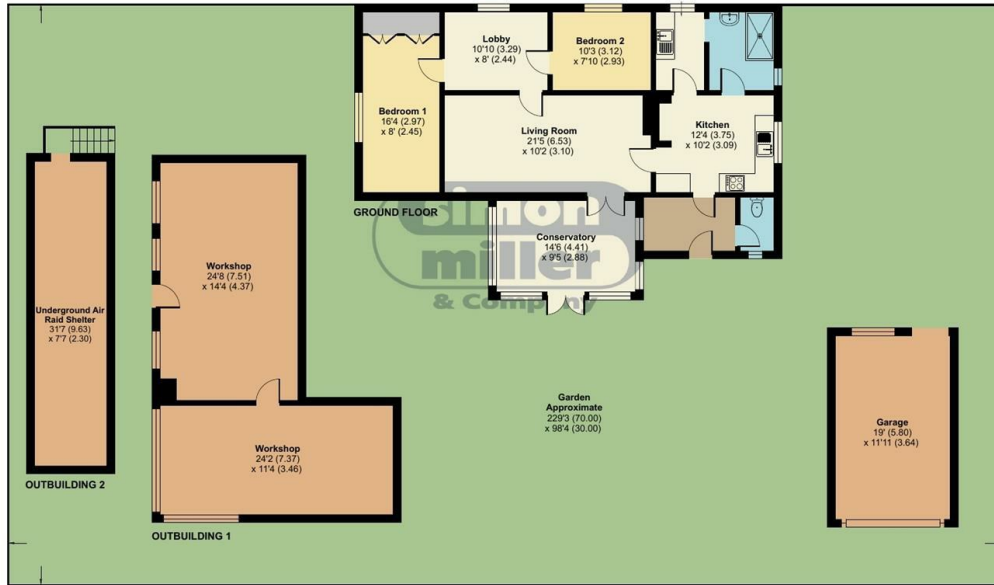 Lobby
10'10 (3.29)
x 8' (2.44)
Bedroom 2
10'3 (3.12)
x 7'10 (2.93)
Bedroom 1
16'4 (2.97)
x 8' (2.45)
Living Room
21'5 (6.53)
x 10'2 (3.10)
Kitchen
12'4 (3.75)
x 10'2 (3.09)
GROUND FLOOR
simon
miller
& Company
Conservatory
14'6 (4.41)
x 9'5 (2.88)
Workshop
24'8 (7.51)
x 14'4 (4.37)
Underground Air
Raid Shelter
31'7 (9.63)
x 7'7 (2.30)
Garden
Approximate
229'3 (70.00)
x 98'4 (30.00)
Garage
19' (5.80)
x 11'11 (3.64)
Workshop
24'2 (7.37)
x 11'4 (3.46)
OUTBUILDING 2
OUTBUILDING 1